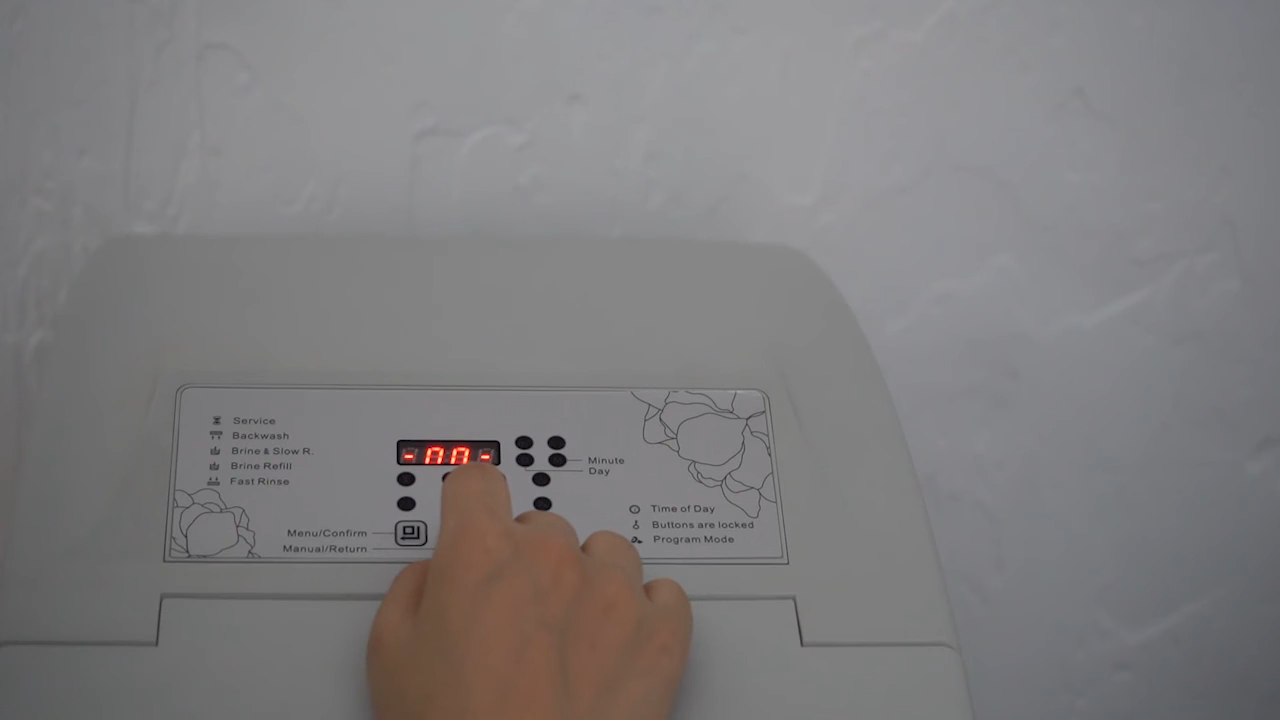 Service
Backwash
Brine & Slow R.
Brine Refill
Fast Rinse
Menu/Confirm
Manual/Return
Minute
Day
Time of Day
Buttons are locked
Program Mode